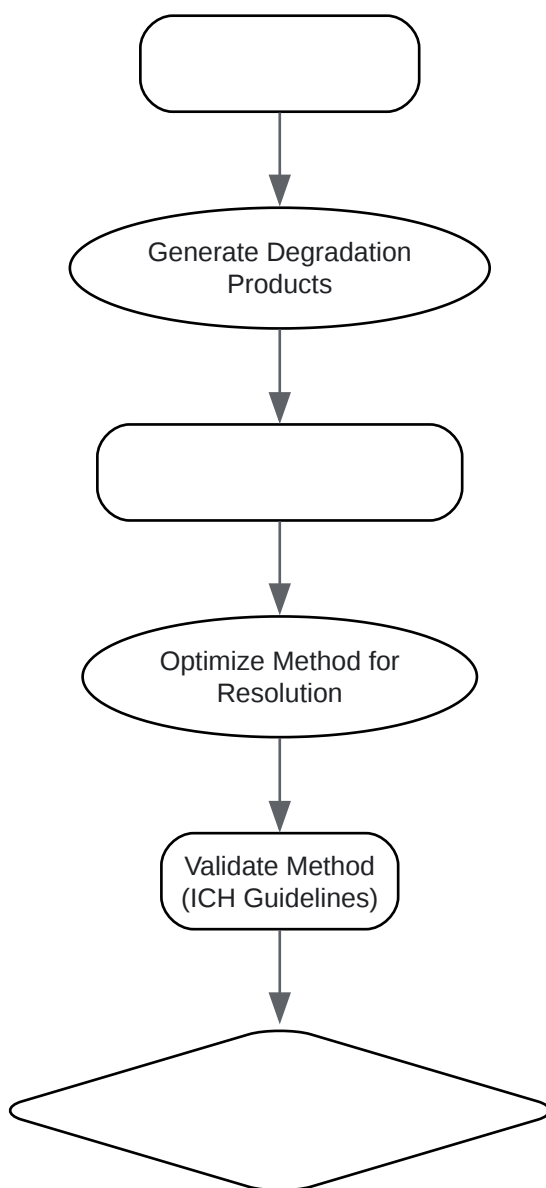 Generate Degradation
Products
Optimize Method for
Resolution
Validate Method
(ICH Guidelines)